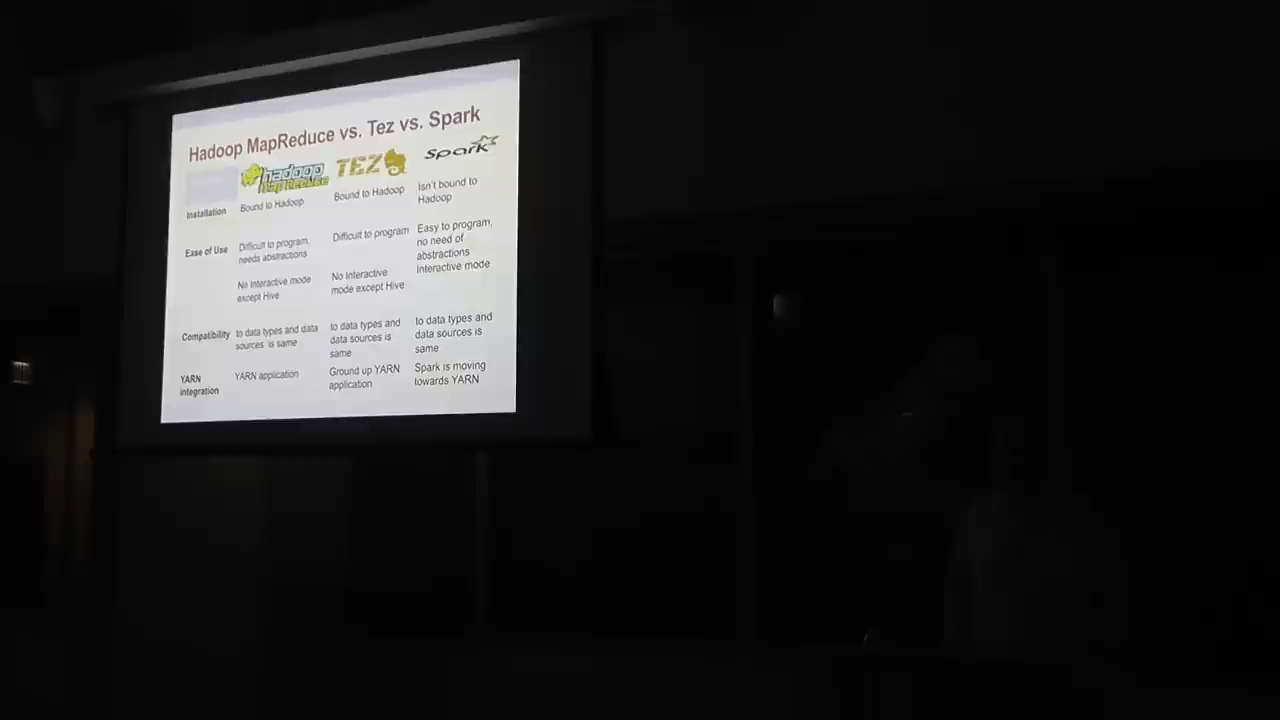 Hadoop MapReduce vs. Tez vs. Spark
hadoop
MapReduce
TEZ
Spark
Installation
Bound to Hadoop
Bound to Hadoop
Isn't bound to
Hadoop
Ease of Use
Difficult to program,
needs abstractions
Difficult to program
Easy to program,
no need of
abstractions
Interactive mode
No Interactive mode
except Hive
No Interactive
mode except Hive
Compatibility
to data types and data
sources is same
to data types and
data sources is
same
to data types and
data sources is
same
YARN
integration
YARN application
Ground up YARN
application
Spark is moving
towards YARN